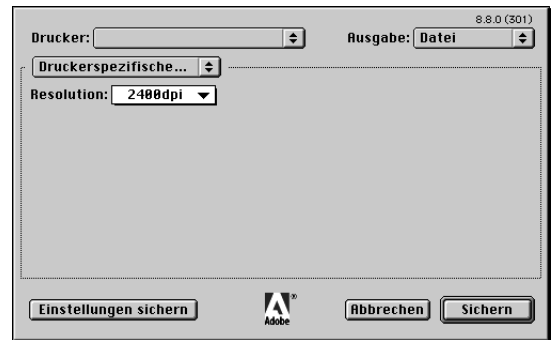 8.8.0 (301)
Drucker: Ausgabe: Datei
Druckerspezifische...
Resolution: 2400dpi
Einstellungen sichern Adobe ® Abbrechen Sichern